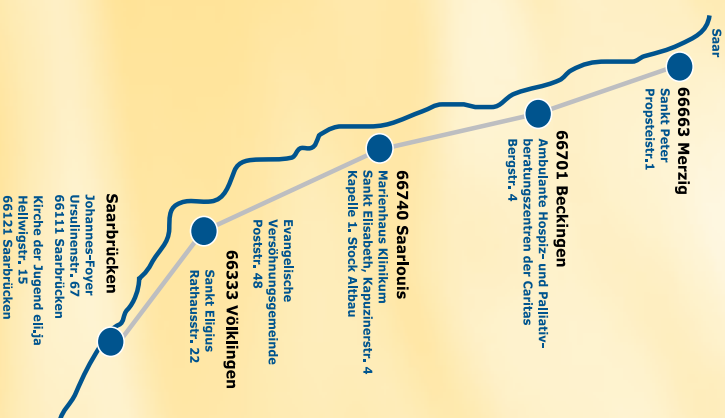 Saar
66663 Merzig
Sankt Peter
Propsteistr.1
66701 Beckingen
Ambulante Hospiz- und Palliativ-
beratungszentren der Caritas
Bergstr. 4
66740 Saarlouis
Marienhaus Klinikum
Sankt Elisabeth, Kapuzinerstr. 4
Kapelle 1. Stock Altbau
Evangelische
Versöhnungsgemeinde
Poststr. 48
66333 Völklingen
Sankt Eligius
Rathausstr. 22
Saarbrücken
Johannes-Foyer
Ursulinenstr. 67
66111 Saarbrücken
Kirche der Jugend eli.ja
Hellwigstr. 15
66121 Saarbrücken